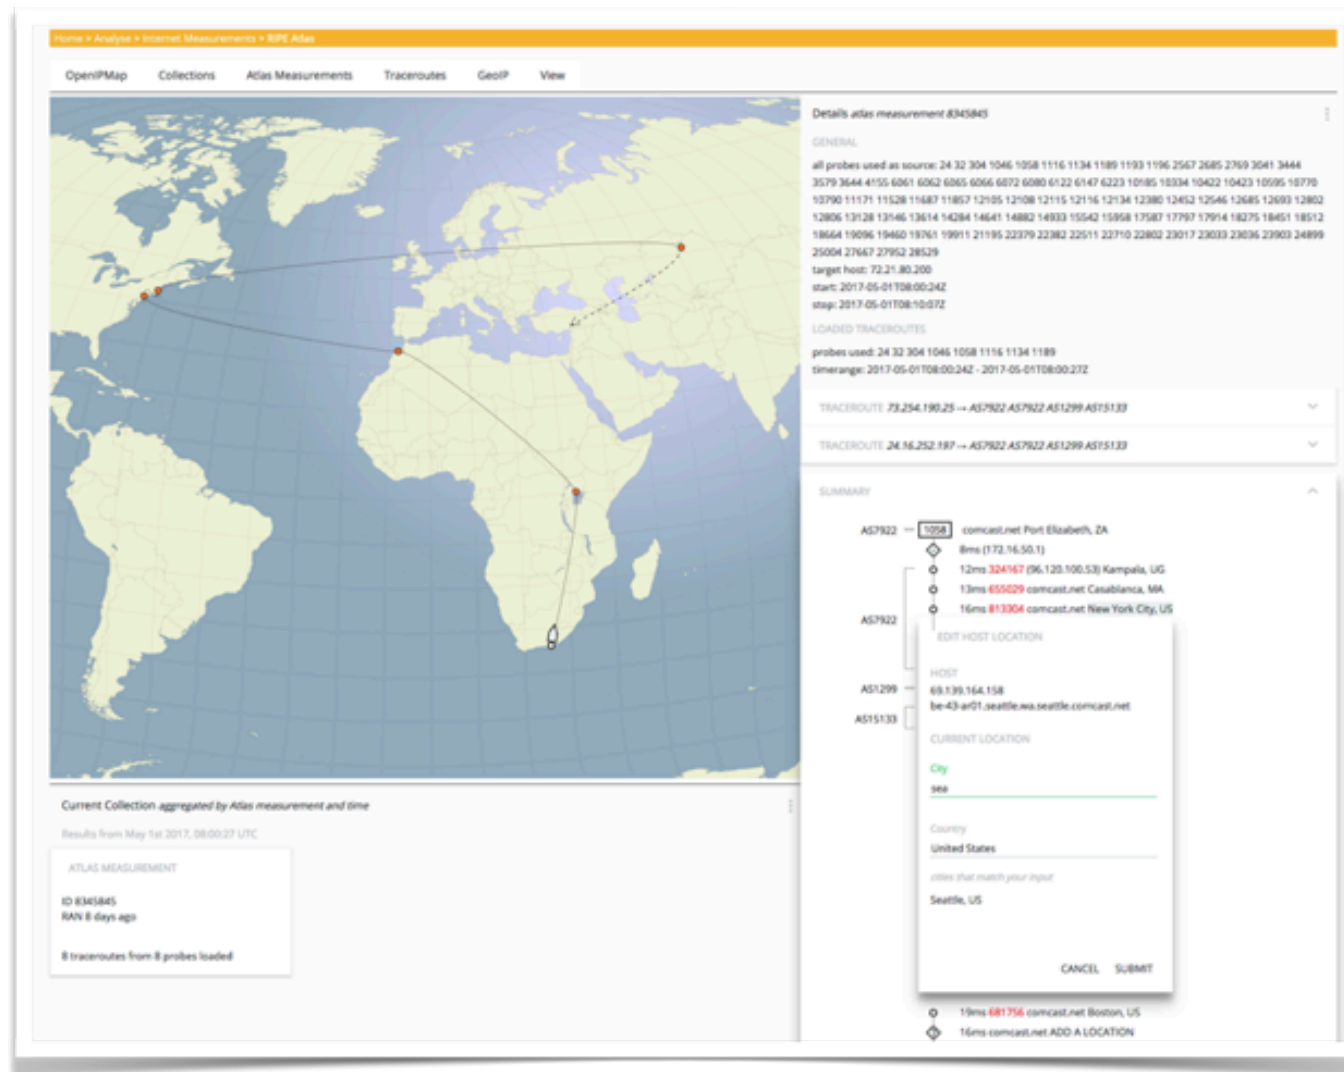 Home > Analyse > Internet Measurements > RIPE Atlas
OpenIPMap Collections Atlas Measurements Traceroutes GeoIP View
Details atlas measurement 8345845
GENERAL
all probes used as source: 24 32 304 1046 1058 1116 1134 1189 1193 1196 2567 2685 2769 3041 3444
3579 3644 4155 6061 6062 6065 6066 6072 6080 6122 6147 6223 10185 10334 10422 10423 10595 10770
10790 11171 11528 11687 11857 12105 12108 12115 12116 12134 12380 12452 12546 12685 12693 12802
12806 13128 13146 13614 14284 14641 14882 14933 15542 15958 17587 17797 17914 18275 18451 18512
18664 19096 19460 19761 19911 21195 22379 22382 22511 22710 22802 23017 23033 23036 23903 24899
25004 27667 27952 28529
target host: 72.21.80.200
start: 2017-05-01T08:00:24Z
stop: 2017-05-01T08:10:07Z
LOADED TRACEROUTES
probes used: 24 32 304 1046 1058 1116 1134 1189
timerange: 2017-05-01T08:00:24Z - 2017-05-01T08:00:27Z
TRACEROUTE 73.254.190.25 → AS7922 AS7922 AS1299 AS15133
TRACEROUTE 24.16.252.197 → AS7922 AS7922 AS1299 AS15133
SUMMARY
AS7922 1058 comcast.net Port Elizabeth, ZA
8ms (172.16.50.1)
12ms 324167 (96.120.100.53) Kampala, UG
13ms 655029 comcast.net Casablanca, MA
16ms 813304 comcast.net New York City, US
AS7922
AS1299
AS15133
EDIT HOST LOCATION
HOST
69.139.164.158
be-43-ar01.seattle.wa.seattle.comcast.net
CURRENT LOCATION
City
sea
Country
United States
cities that match your input
Seattle, US
CANCEL SUBMIT
19ms 681756 comcast.net Boston, US
16ms comcast.net ADD A LOCATION
Current Collection aggregated by Atlas measurement and time
Results from May 1st 2017, 08:00:27 UTC
ATLAS MEASUREMENT
ID 8345845
RAN 8 days ago
8 traceroutes from 8 probes loaded